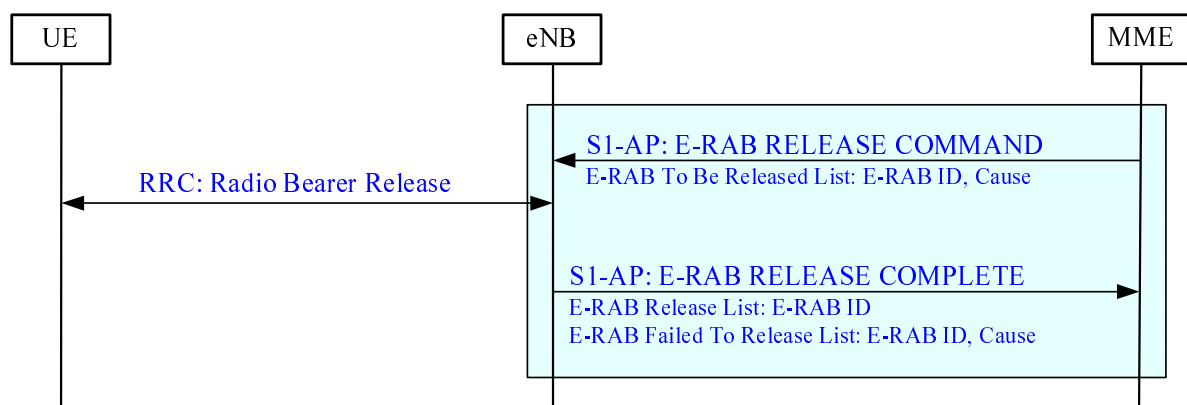 UE
eNB
MME
S1-AP: E-RAB RELEASE COMMAND
E-RAB To Be Released List: E-RAB ID, Cause
RRC: Radio Bearer Release
S1-AP: E-RAB RELEASE COMPLETE
E-RAB Release List: E-RAB ID
E-RAB Failed To Release List: E-RAB ID, Cause